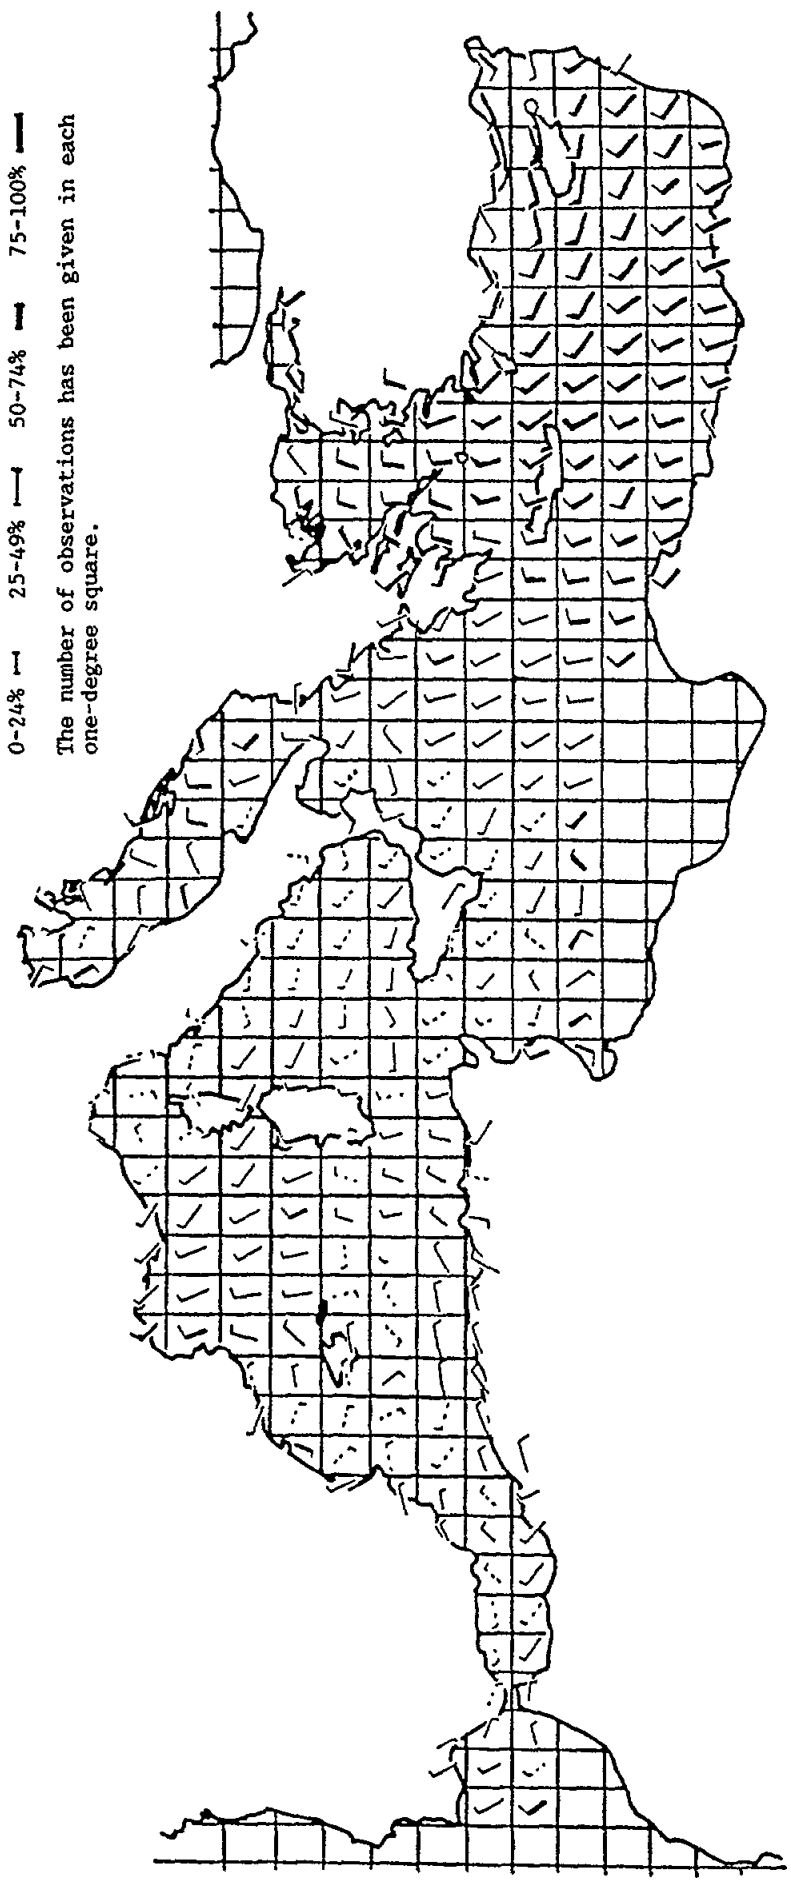 0-24% 25-49% 50-74% 75-100%
The number of observations has been given in each
one-degree square.